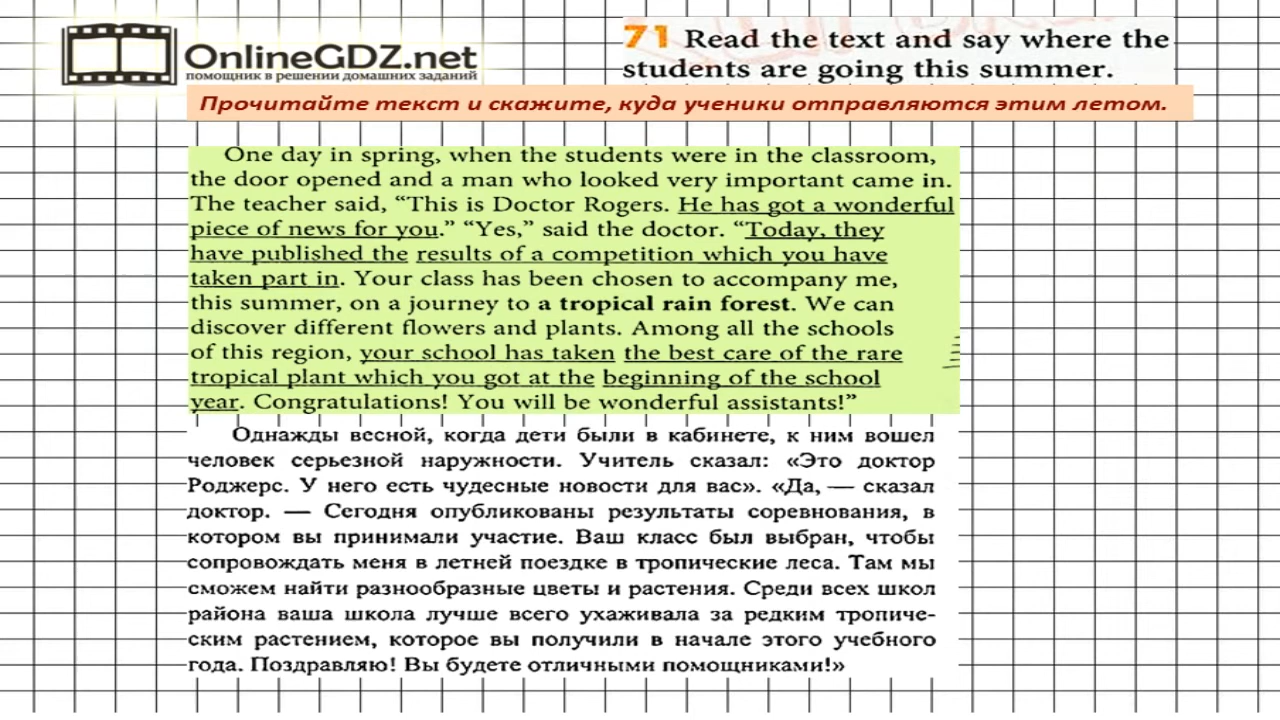 OnlineGDZ.net
помощник в решении домашних заданий
71 Read the text and say where the
students are going this summer.
Прочитайте текст и скажите, куда ученики отправляются этим летом.
One day in spring, when the students were in the classroom,
the door opened and a man who looked very important came in.
The teacher said, “This is Doctor Rogers. He has got a wonderful
piece of news for you.” “Yes,” said the doctor. “Today, they
have published the results of a competition which you have
taken part in. Your class has been chosen to accompany me,
this summer, on a journey to a tropical rain forest. We can
discover different flowers and plants. Among all the schools
of this region, your school has taken the best care of the rare
tropical plant which you got at the beginning of the school
year. Congratulations! You will be wonderful assistants!”
Однажды весной, когда дети были в кабинете, к ним вошел
человек серьезной наружности. Учитель сказал: «Это доктор
Роджерс. У него есть чудесные новости для вас». «Да, — сказал
доктор. — Сегодня опубликованы результаты соревнования, в
котором вы принимали участие. Ваш класс был выбран, чтобы
сопровождать меня в летней поездке в тропические леса. Там мы
сможем найти разнообразные цветы и растения. Среди всех школ
района ваша школа лучше всего ухаживала за редким тропиче-
ским растением, которое вы получили в начале этого учебного
года. Поздравляю! Вы будете отличными помощниками!»